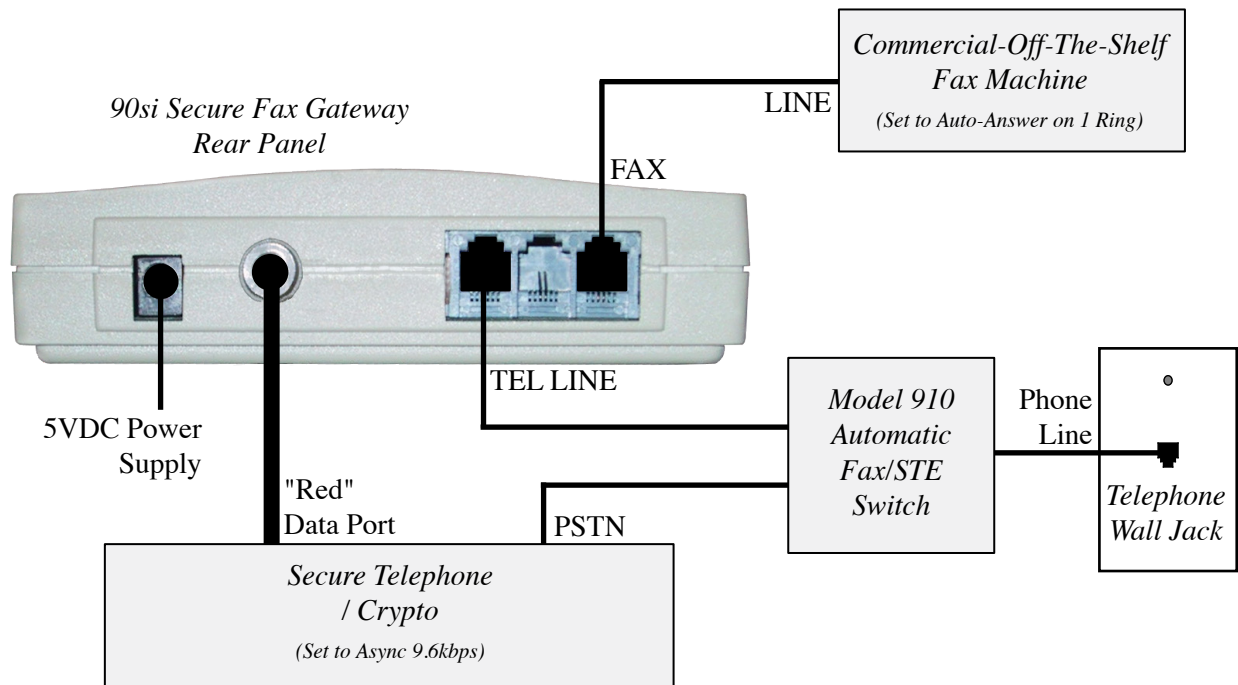 90si Secure Fax Gateway
Rear Panel
Commercial-Off-The-Shelf
Fax Machine
(Set to Auto-Answer on 1 Ring)
LINE
FAX
TEL LINE
5VDC Power
Supply
"Red"
Data Port
PSTN
Model 910
Automatic
Fax/STE
Switch
Phone
Line
Telephone
Wall Jack
Secure Telephone
/ Crypto
(Set to Async 9.6kbps)